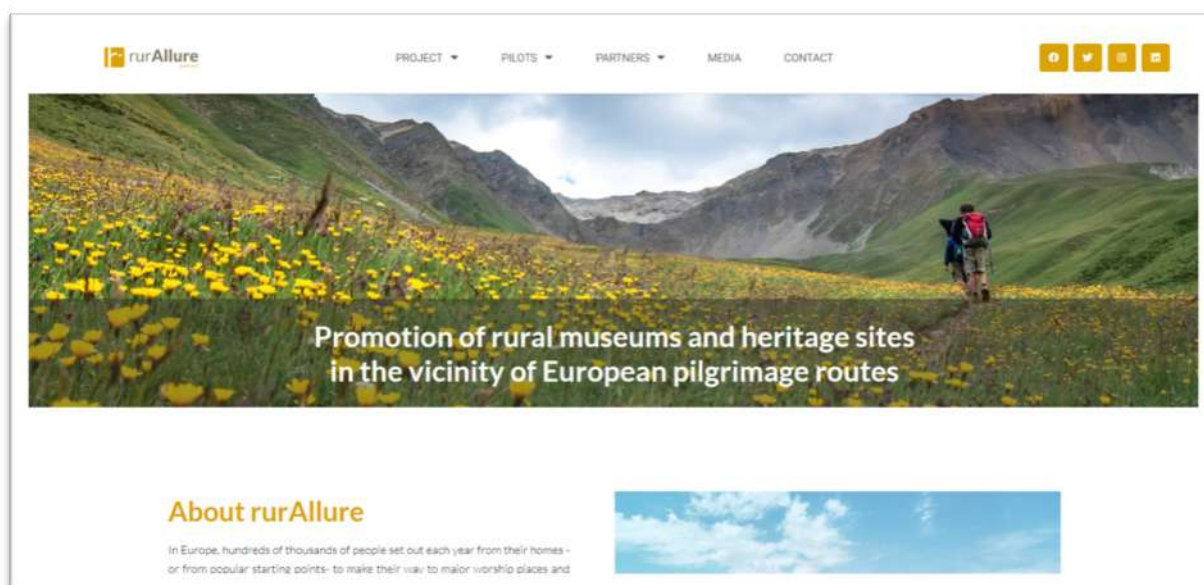 rurAllure
PROJECT
PILOTS
PARTNERS
MEDIA
CONTACT
Promotion of rural museums and heritage sites
in the vicinity of European pilgrimage routes
About rurAllure
In Europe, hundreds of thousands of people set out each year from their homes -
or from popular starting points- to make their way to major worship places and